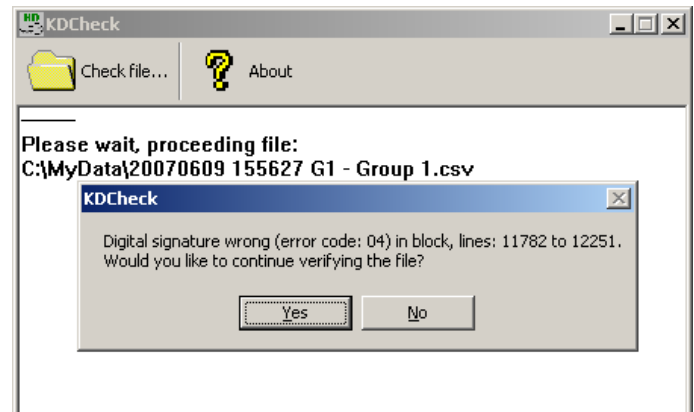 HD
KDCheck
Check file...
About
Please wait, proceeding file:
C:\MyData\20070609 155627 G1 - Group 1.csv
KDCheck
Digital signature wrong (error code: 04) in block, lines: 11782 to 12251.
Would you like to continue verifying the file?
Yes
No